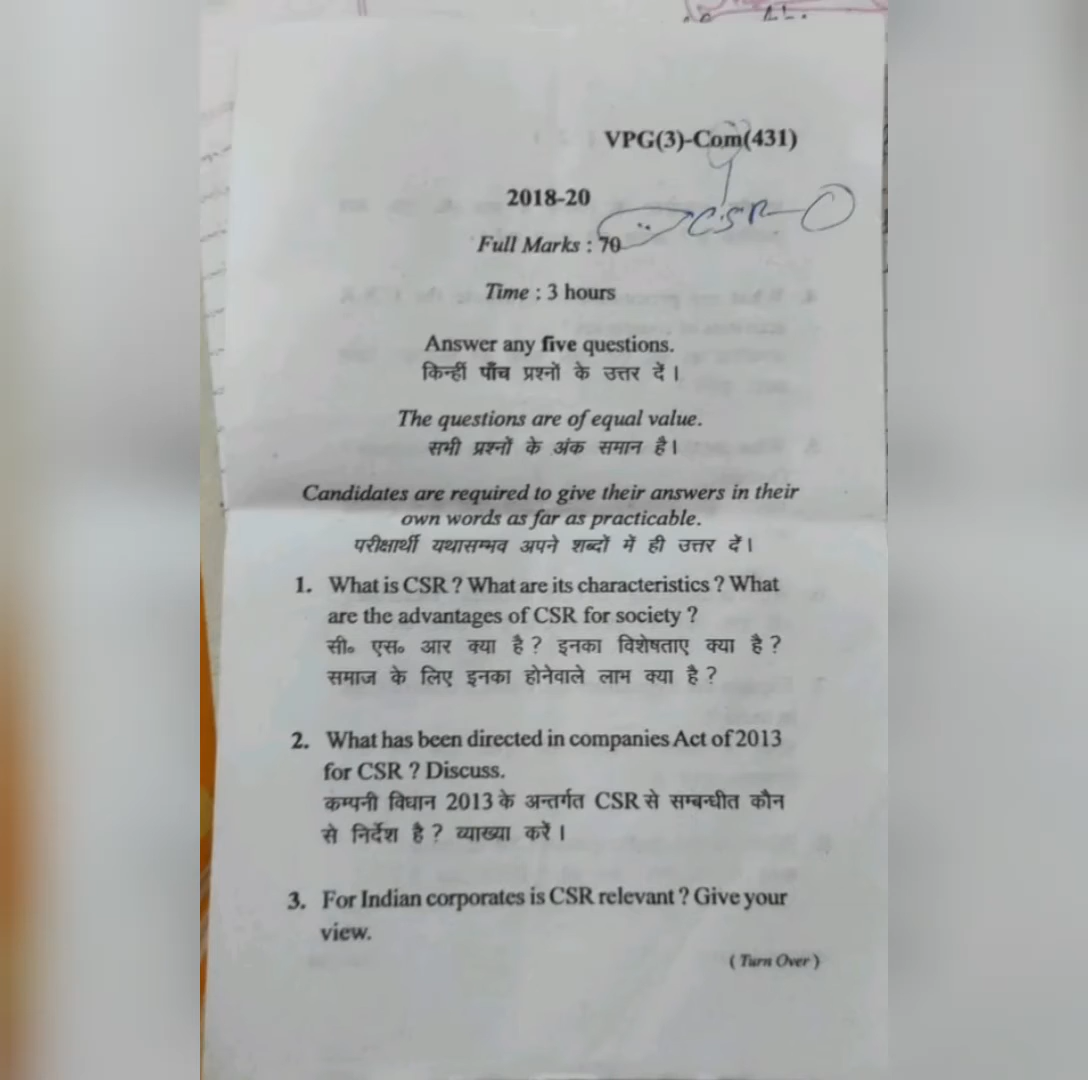 VPG(3)-Com(431)
2018-20
CSR
Full Marks : 70
Time : 3 hours
Answer any five questions.
किन्हीं पाँच प्रश्नों के उत्तर दें।
The questions are of equal value.
सभी प्रश्नों के अंक समान है।
Candidates are required to give their answers in their
own words as far as practicable.
परीक्षार्थी यथासम्भव अपने शब्दों में ही उत्तर दें।
1. What is CSR ? What are its characteristics ? What
are the advantages of CSR for society ?
सी॰ एस॰ आर क्या है ? इनका विशेषताए क्या है ?
समाज के लिए इनका होनेवाले लाभ क्या है ?
2. What has been directed in companies Act of 2013
for CSR ? Discuss.
कम्पनी विधान 2013 के अन्तर्गत CSR से सम्बन्धीत कौन
से निर्देश है ? व्याख्या करें।
3. For Indian corporates is CSR relevant ? Give your
view.
( Turn Over )